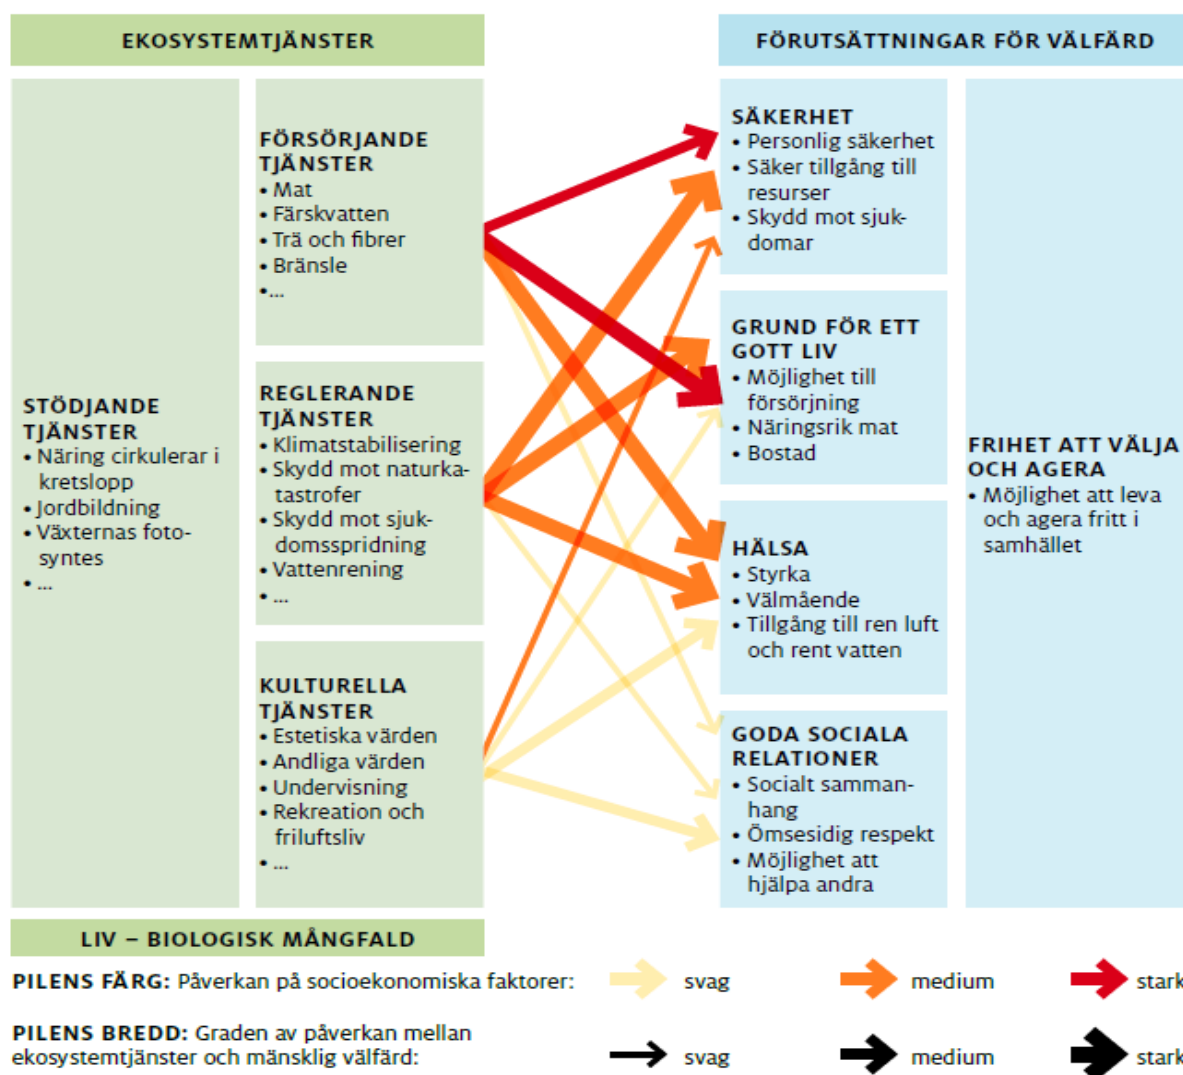 EKOSYSTEMTJÄNSTER
STÖDJANDE
TJÄNSTER
• Näring cirkulerar i
kretslopp
• Jordbildning
• Växternas foto-
syntes
• ...
FÖRSÖRJANDE
TJÄNSTER
• Mat
• Färskvatten
• Trä och fibrer
• Bränsle
•...
REGLERANDE
TJÄNSTER
• Klimatstabilisering
• Skydd mot naturka-
tastrofer
• Skydd mot sjuk-
domsspridning
• Vattenrening
• ...
KULTURELLA
TJÄNSTER
• Estetiska värden
• Andliga värden
• Undervisning
• Rekreation och
friluftsliv
• ...
LIV – BIOLOGISK MÅNGFALD
FÖRUTSÄTTNINGAR FÖR VÄLFÄRD
SÄKERHET
• Personlig säkerhet
• Säker tillgång till
resurser
• Skydd mot sjuk-
domar
GRUND FÖR ETT
GOTT LIV
• Möjlighet till
försörjning
• Näringsrik mat
• Bostad
HÄLSA
• Styrka
• Välmående
• Tillgång till ren luft
och rent vatten
GODA SOCIALA
RELATIONER
• Socialt samman-
hang
• Ömsesidig respekt
• Möjlighet att
hjälpa andra
FRIHET ATT VÄLJA
OCH AGERA
• Möjlighet att leva
och agera fritt i
samhället
PILENS FÄRG: Påverkan på socioekonomiska faktorer: svag medium stark
PILENS BREDD: Graden av påverkan mellan
ekosystemtjänster och mänsklig välfärd: svag medium stark